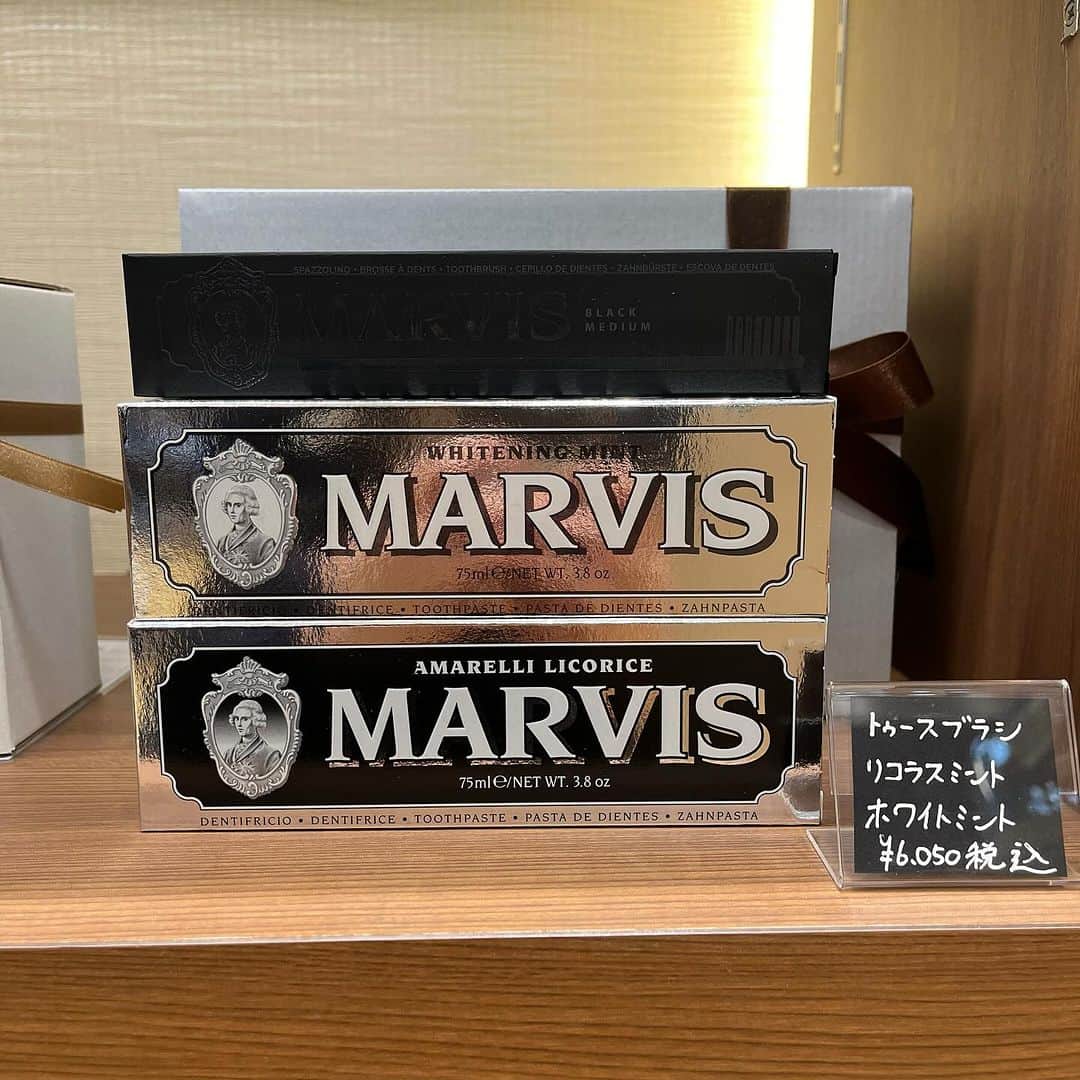 SPAZZOLINO • BROSSE À DENTS • TOOTHBRUSH • CEPILLO DE DIENTES • ZAHNBÜRSTE • ESCOVA DE DENTES
MARVIS
BLACK
MEDIUM
WHITENING MINT
MARVIS
75ml ℮/NET WT. 3.8 oz
DENTIFRICIO • DENTIFRICE • TOOTHPASTE • PASTA DE DIENTES • ZAHNPASTA
AMARELLI LICORICE
MARVIS
75ml ℮/NET WT. 3.8 oz
DENTIFRICIO • DENTIFRICE • TOOTHPASTE • PASTA DE DIENTES • ZAHNPASTA
トゥースブラシ
リコラスミント
ホワイトミント
¥6.050税込